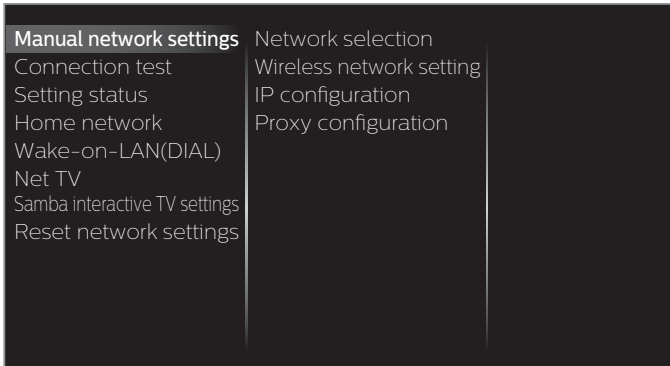 Manual network settings
Connection test
Setting status
Home network
Wake-on-LAN(DIAL)
Net TV
Samba interactive TV settings
Reset network settings
Network selection
Wireless network setting
IP configuration
Proxy configuration